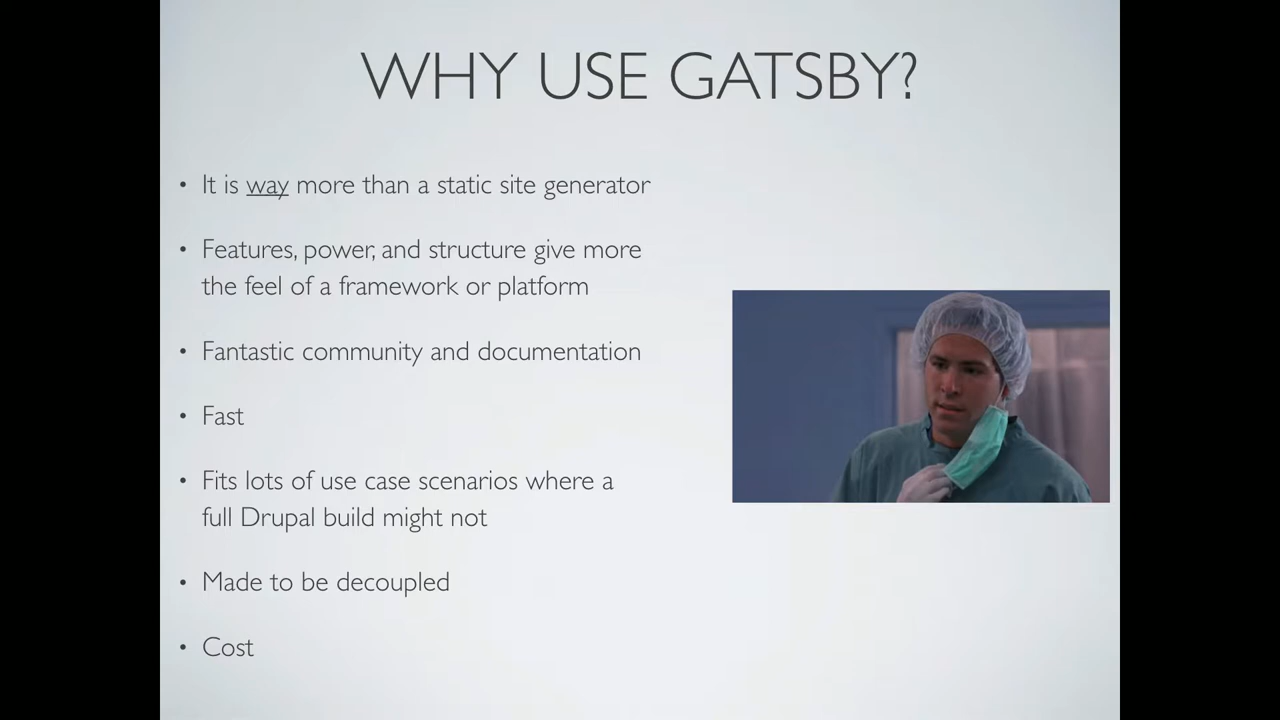 WHY USE GATSBY?
• It is way more than a static site generator
• Features, power, and structure give more
the feel of a framework or platform
• Fantastic community and documentation
• Fast
• Fits lots of use case scenarios where a
full Drupal build might not
• Made to be decoupled
• Cost